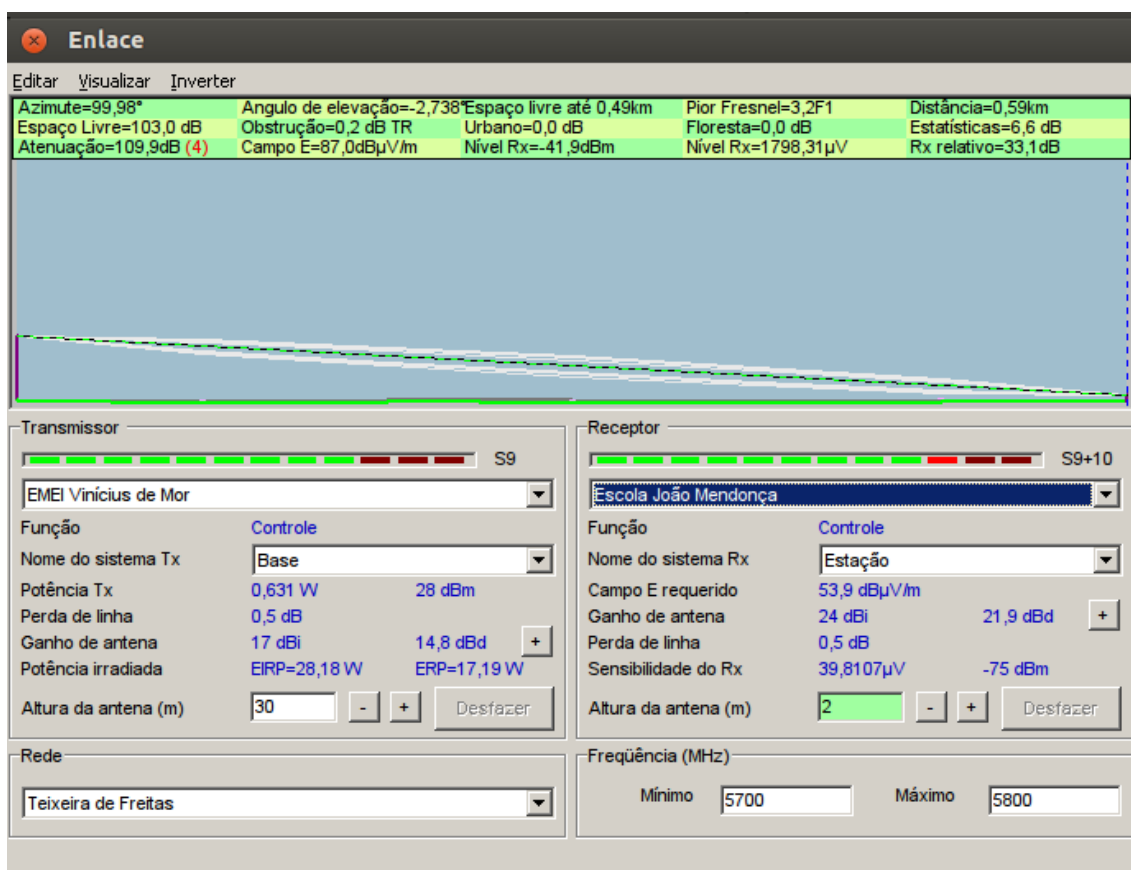 Enlace
Editar Visualizar Inverter
Azimute=99,98° Angulo de elevação=-2,738° Espaço livre até 0,49km Pior Fresnel=3,2F1 Distância=0,59km
Espaço Livre=103,0 dB Obstrução=0,2 dB TR Urbano=0,0 dB Floresta=0,0 dB Estatísticas=6,6 dB
Atenuação=109,9dB (4) Campo E=87,0dBµV/m Nível Rx=-41,9dBm Nível Rx=1798,31µV Rx relativo=33,1dB
Transmissor
S9
EMEI Vinícius de Mor
Função Controle
Nome do sistema Tx Base
Potência Tx 0,631 W 28 dBm
Perda de linha 0,5 dB
Ganho de antena 17 dBi 14,8 dBd +
Potência irradiada EIRP=28,18 W ERP=17,19 W
Altura da antena (m) 30 - + Desfazer
Receptor
S9+10
Escola João Mendonça
Função Controle
Nome do sistema Rx Estação
Campo E requerido 53,9 dBµV/m
Ganho de antena 24 dBi 21,9 dBd +
Perda de linha 0,5 dB
Sensibilidade do Rx 39,8107µV -75 dBm
Altura da antena (m) 2 - + Desfazer
Rede
Teixeira de Freitas
Freqüência (MHz)
Mínimo 5700 Máximo 5800